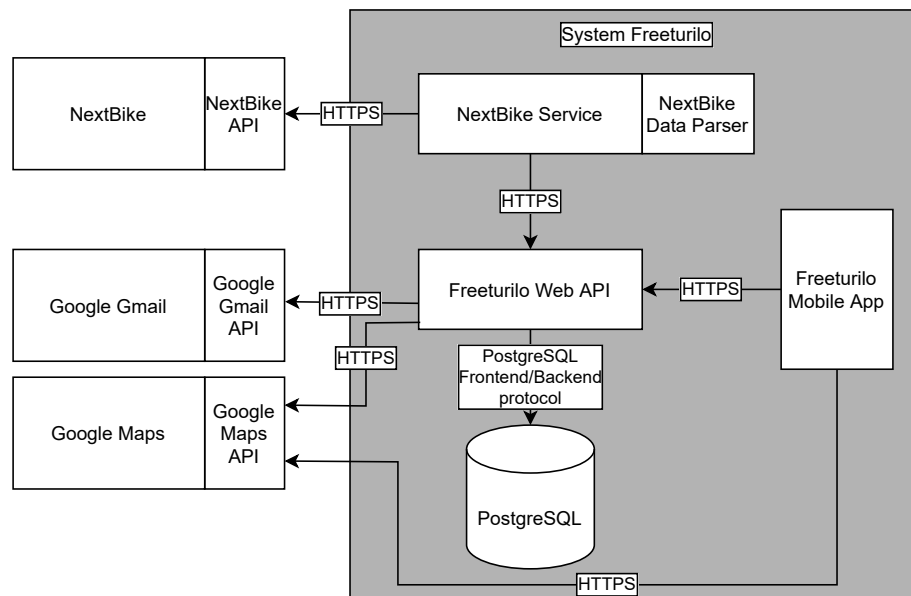 System Freeturilo
NextBike
NextBike
API
HTTPS
NextBike Service
NextBike
Data Parser
HTTPS
Google Gmail
Google
Gmail
API
HTTPS
Freeturilo Web API
HTTPS
Freeturilo
Mobile App
HTTPS
PostgreSQL
Frontend/Backend
protocol
Google Maps
Google
Maps
API
PostgreSQL
HTTPS